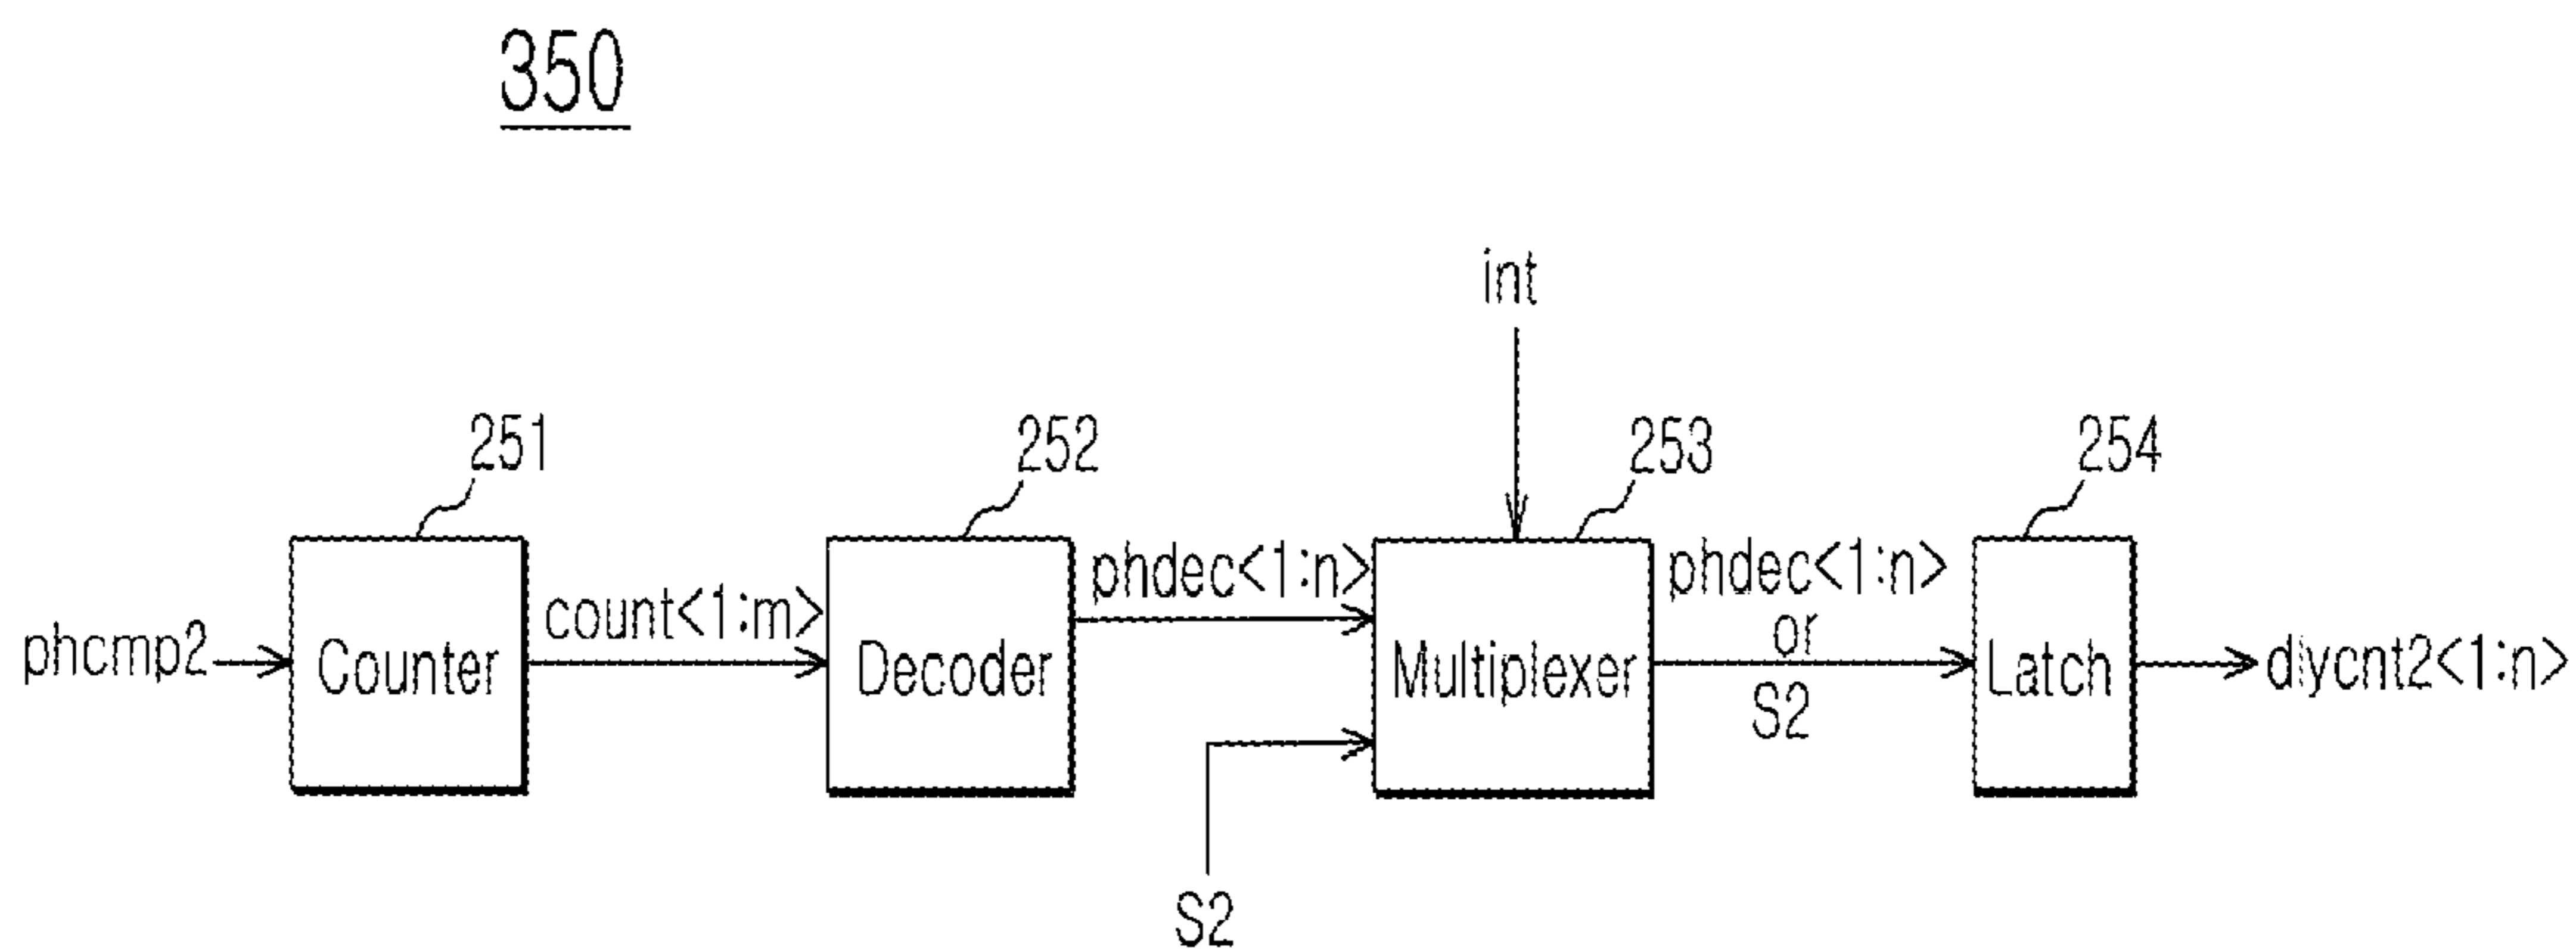 350
int
251
252
253
254
phcmp2
Counter
count<1:m>
Decoder
phdec<1:n>
S2
Multiplexer
phdec<1:n>
or
S2
Latch
dlycnt2<1:n>